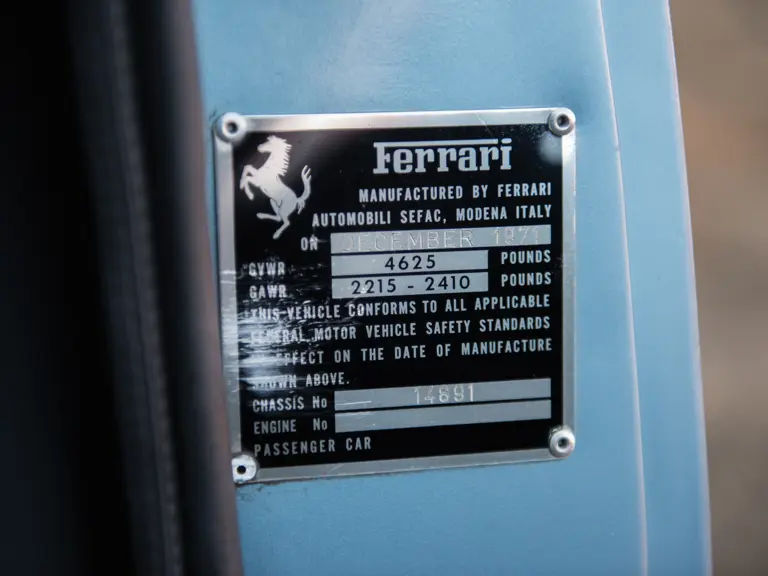 Ferrari
MANUFACTURED BY FERRARI
AUTOMOBILI SEFAC, MODENA ITALY
ON DECEMBER 1971
GVWR 4625 POUNDS
GAWR 2215 - 2410 POUNDS
THIS VEHICLE CONFORMS TO ALL APPLICABLE
FEDERAL MOTOR VEHICLE SAFETY STANDARDS
IN EFFECT ON THE DATE OF MANUFACTURE
SHOWN ABOVE.
CHASSIS No — 14891
ENGINE No
PASSENGER CAR